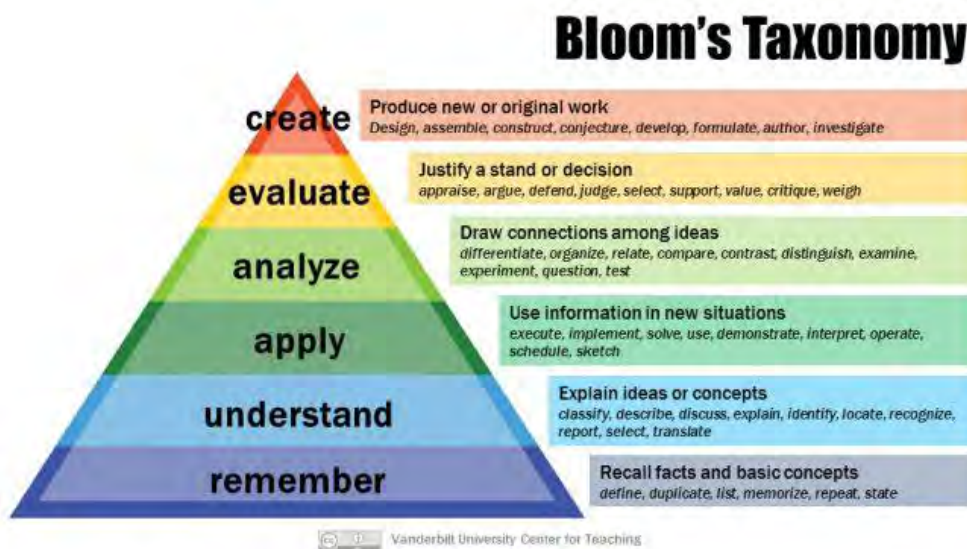 Bloom's Taxonomy
create
Produce new or original work
Design, assemble, construct, conjecture, develop, formulate, author, investigate
evaluate
Justify a stand or decision
appraise, argue, defend, judge, select, support, value, critique, weigh
analyze
Draw connections among ideas
differentiate, organize, relate, compare, contrast, distinguish, examine,
experiment, question, test
apply
Use information in new situations
execute, implement, solve, use, demonstrate, interpret, operate,
schedule, sketch
understand
Explain ideas or concepts
classify, describe, discuss, explain, identify, locate, recognize,
report, select, translate
remember
Recall facts and basic concepts
define, duplicate, list, memorize, repeat, state
cc Vanderbilt University Center for Teaching